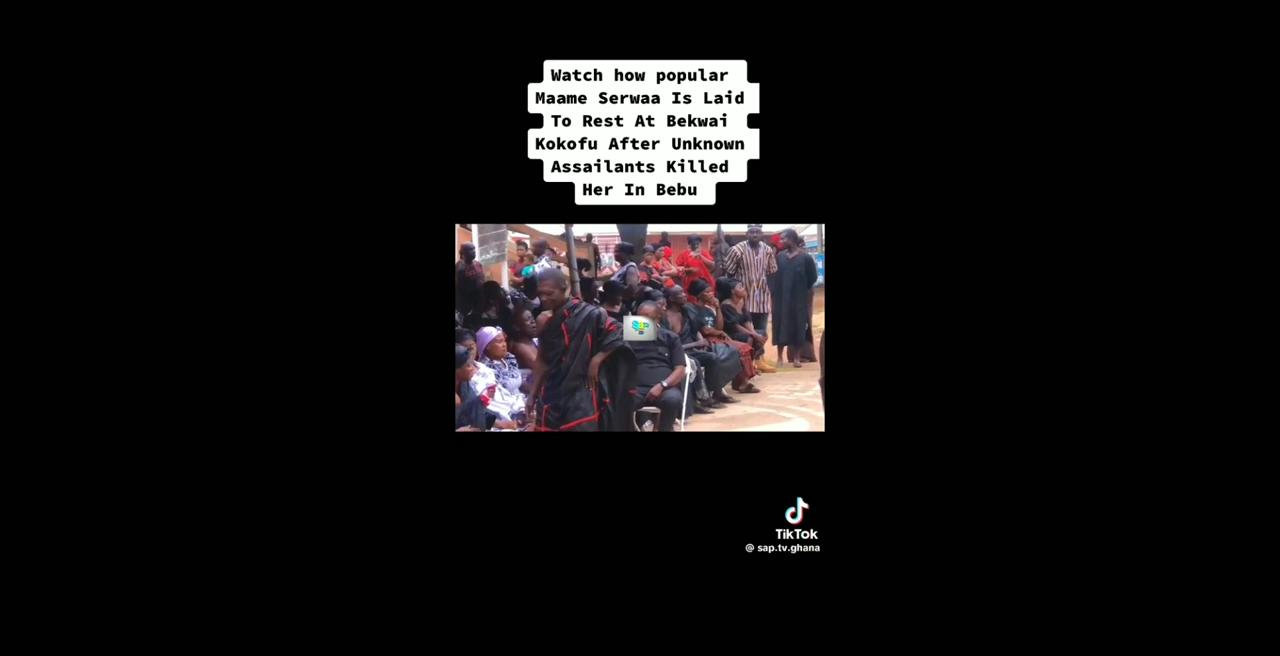 Watch how popular
Maame Serwaa Is Laid
To Rest At Bekwai
Kokofu After Unknown
Assailants Killed
Her In Bebu
TikTok
@ sap.tv.ghana